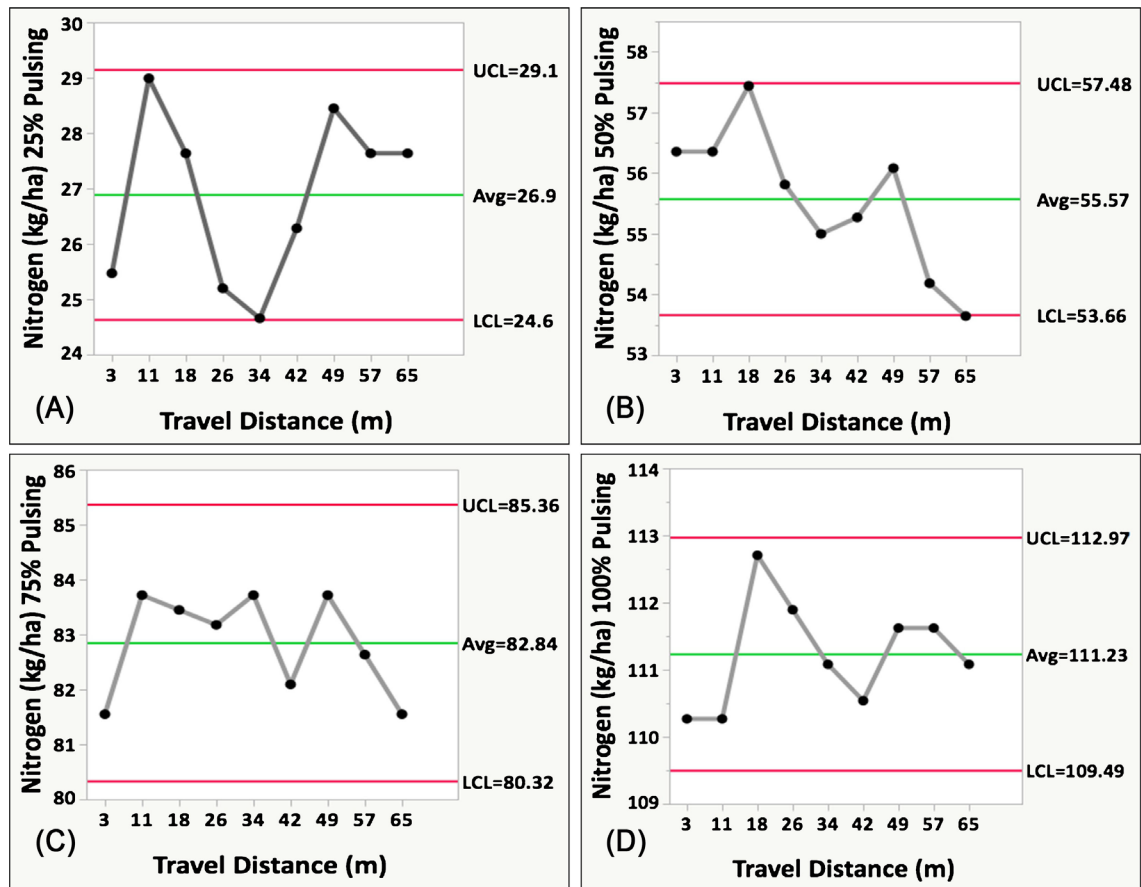 Nitrogen (kg/ha) 25% Pulsing
30
29
28
27
26
25
24
UCL=29.1
Avg=26.9
LCL=24.6
3 11 18 26 34 42 49 57 65
(A)
Travel Distance (m)
Nitrogen (kg/ha) 50% Pulsing
58
57
56
55
54
53
UCL=57.48
Avg=55.57
LCL=53.66
3 11 18 26 34 42 49 57 65
(B)
Travel Distance (m)
Nitrogen (kg/ha) 75% Pulsing
86
85
84
83
82
81
80
UCL=85.36
Avg=82.84
LCL=80.32
3 11 18 26 34 42 49 57 65
(C)
Travel Distance (m)
Nitrogen (kg/ha) 100% Pulsing
114
113
112
111
110
109
UCL=112.97
Avg=111.23
LCL=109.49
3 11 18 26 34 42 49 57 65
(D)
Travel Distance (m)